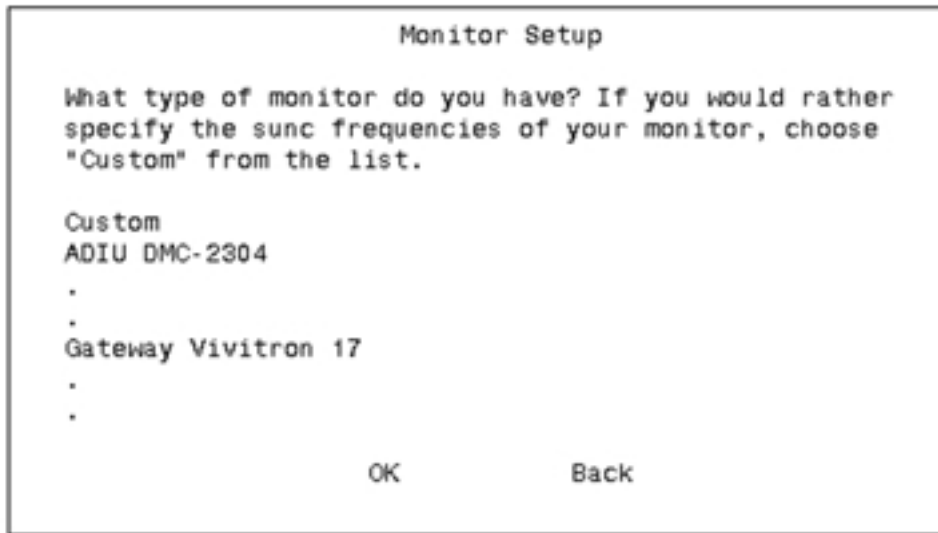 Monitor Setup
What type of monitor do you have? If you would rather
specify the sunc frequencies of your monitor, choose
"Custom" from the list.
Custom
ADIU DMC-2304
.
.
Gateway Vivitron 17
.
.
OK Back